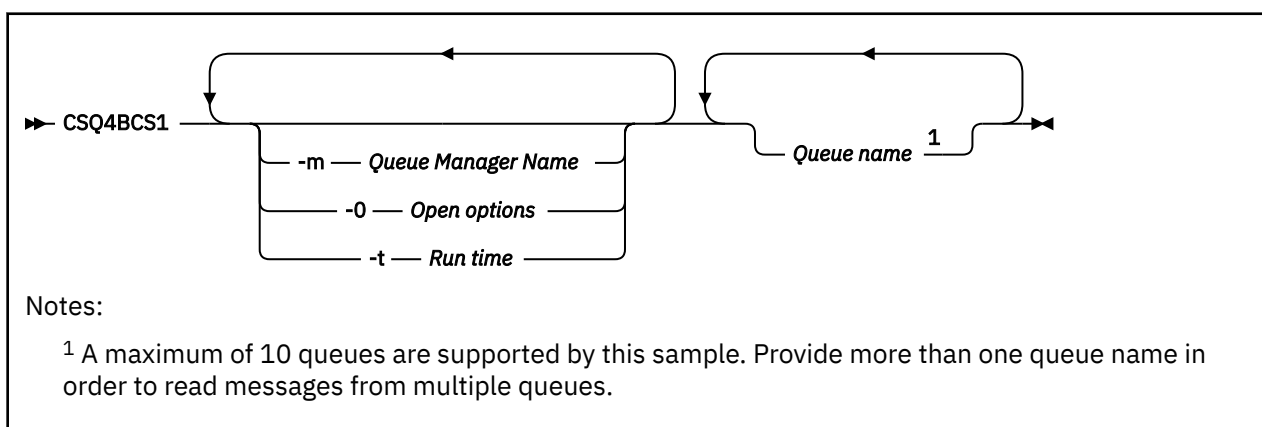 CSQ4BCS1
-m Queue Manager Name
-0 Open options
-t Run time
Queue name 1
Notes:
1 A maximum of 10 queues are supported by this sample. Provide more than one queue name in
order to read messages from multiple queues.